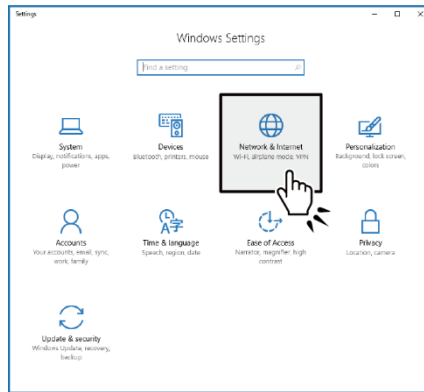 Settings
Windows Settings
Find a setting
System
Display, notifications, apps,
power
Devices
Bluetooth, printers, mouse
Network & Internet
Wi-Fi, airplane mode, VPN
Personalization
Background, lock screen,
colors
Accounts
Your accounts, email, sync,
work, family
A字
Time & language
Speech, region, date
Ease of Access
Narrator, magnifier, high
contrast
Privacy
Location, camera
Update & security
Windows Update, recovery,
backup